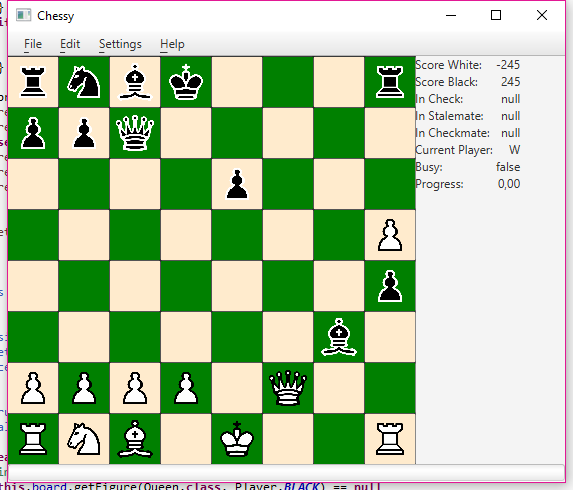 Chessy
File Edit Settings Help
Score White: -245
Score Black: 245
In Check: null
In Stalemate: null
In Checkmate: null
Current Player: W
Busy: false
Progress: 0,00
this.board.getFigure(Queen.class, Player.BLACK) == null